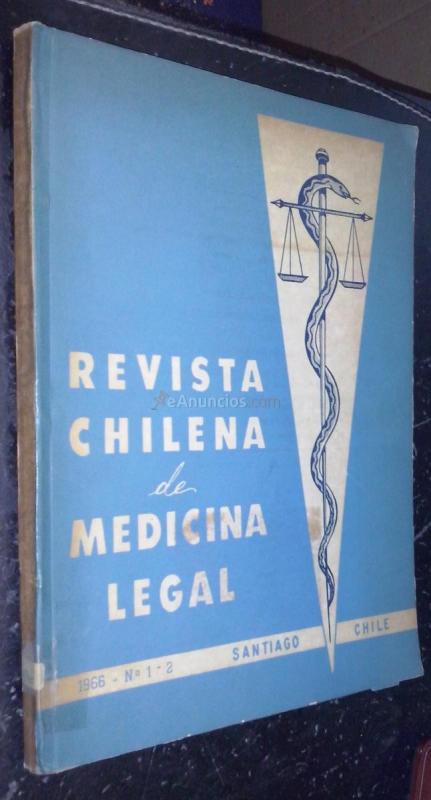 REVISTA
CHILENA
de
MEDICINA
LEGAL
1966 - Nº 1 - 2 SANTIAGO CHILE
eAnuncios.com